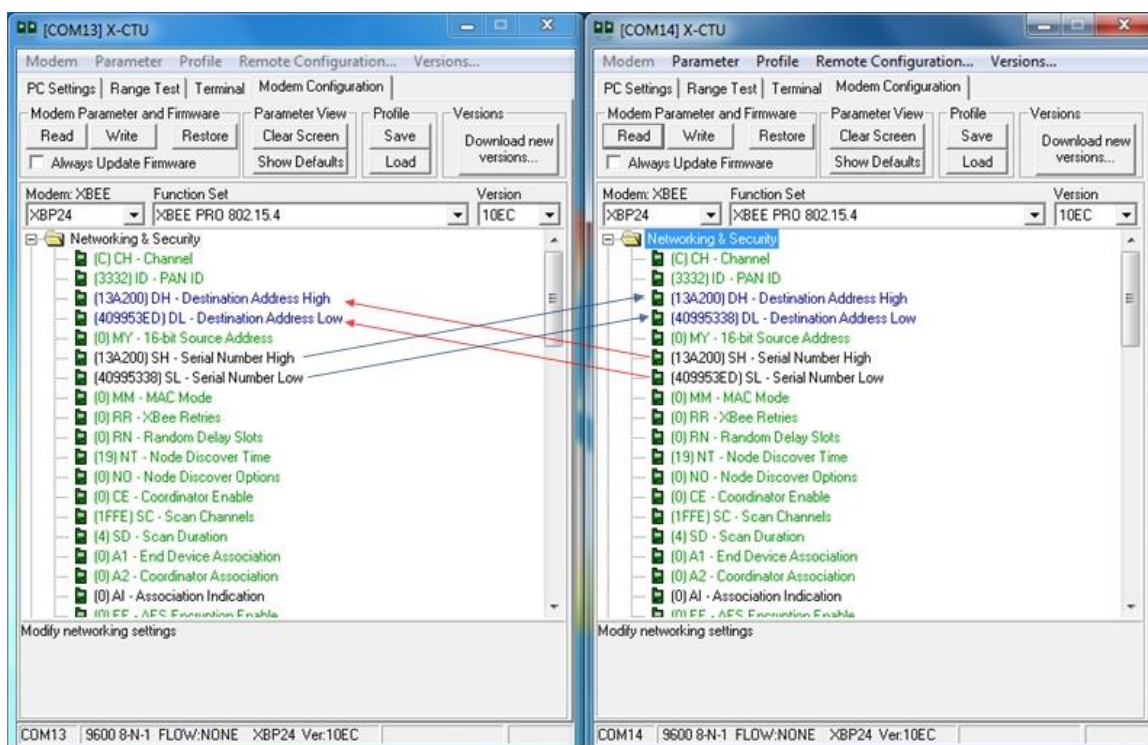 [COM13] X-CTU
Modem Parameter Profile Remote Configuration... Versions...
PC Settings Range Test Terminal Modem Configuration
Modem Parameter and Firmware Parameter View Profile Versions
Read Write Restore Clear Screen Save Download new versions...
Always Update Firmware Show Defaults Load
Modem: XBEE Function Set Version
XBP24 XBEE PRO 802.15.4 10EC
Networking & Security
(C) CH - Channel
(3332) ID - PAN ID
(13A200) DH - Destination Address High
(409953ED) DL - Destination Address Low
(0) MY - 16-bit Source Address
(13A200) SH - Serial Number High
(40995338) SL - Serial Number Low
(0) MM - MAC Mode
(0) RR - XBee Retries
(0) RN - Random Delay Slots
(19) NT - Node Discover Time
(0) NO - Node Discover Options
(0) CE - Coordinator Enable
(1FFE) SC - Scan Channels
(4) SD - Scan Duration
(0) A1 - End Device Association
(0) A2 - Coordinator Association
(0) AI - Association Indication
(0) EE - AES Encryption Enable
Modify networking settings
COM13 9600 8-N-1 FLOW:NONE XBP24 Ver:10EC
[COM14] X-CTU
Modem Parameter Profile Remote Configuration... Versions...
PC Settings Range Test Terminal Modem Configuration
Modem Parameter and Firmware Parameter View Profile Versions
Read Write Restore Clear Screen Save Download new versions...
Always Update Firmware Show Defaults Load
Modem: XBEE Function Set Version
XBP24 XBEE PRO 802.15.4 10EC
Networking & Security
(C) CH - Channel
(3332) ID - PAN ID
(13A200) DH - Destination Address High
(40995338) DL - Destination Address Low
(0) MY - 16-bit Source Address
(13A200) SH - Serial Number High
(409953ED) SL - Serial Number Low
(0) MM - MAC Mode
(0) RR - XBee Retries
(0) RN - Random Delay Slots
(19) NT - Node Discover Time
(0) NO - Node Discover Options
(0) CE - Coordinator Enable
(1FFE) SC - Scan Channels
(4) SD - Scan Duration
(0) A1 - End Device Association
(0) A2 - Coordinator Association
(0) AI - Association Indication
(0) EE - AES Encryption Enable
Modify networking settings
COM14 9600 8-N-1 FLOW:NONE XBP24 Ver:10EC